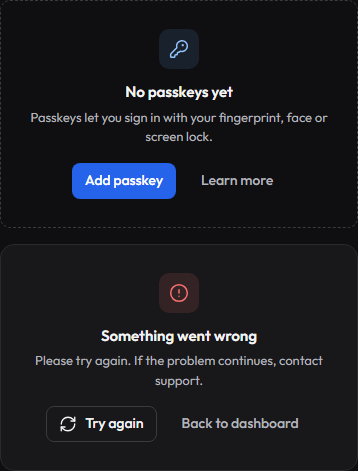 No passkeys yet
Passkeys let you sign in with your fingerprint, face or
screen lock.
Add passkey
Learn more
Something went wrong
Please try again. If the problem continues, contact
support.
Try again
Back to dashboard